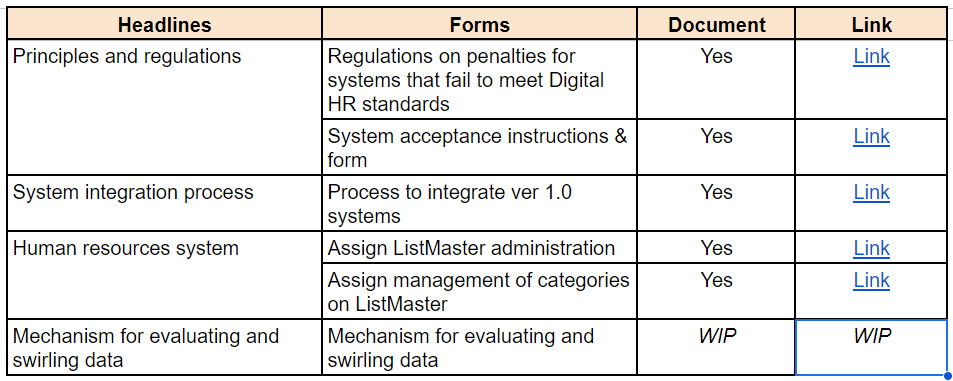 Headlines Forms Document Link
Principles and regulations Regulations on penalties for Yes Link
systems that fail to meet Digital
HR standards
System acceptance instructions & Yes Link
form
System integration process Process to integrate ver 1.0 Yes Link
systems
Human resources system Assign ListMaster administration Yes Link
Assign management of categories Yes Link
on ListMaster
Mechanism for evaluating and Mechanism for evaluating and WIP WIP
swirling data swirling data